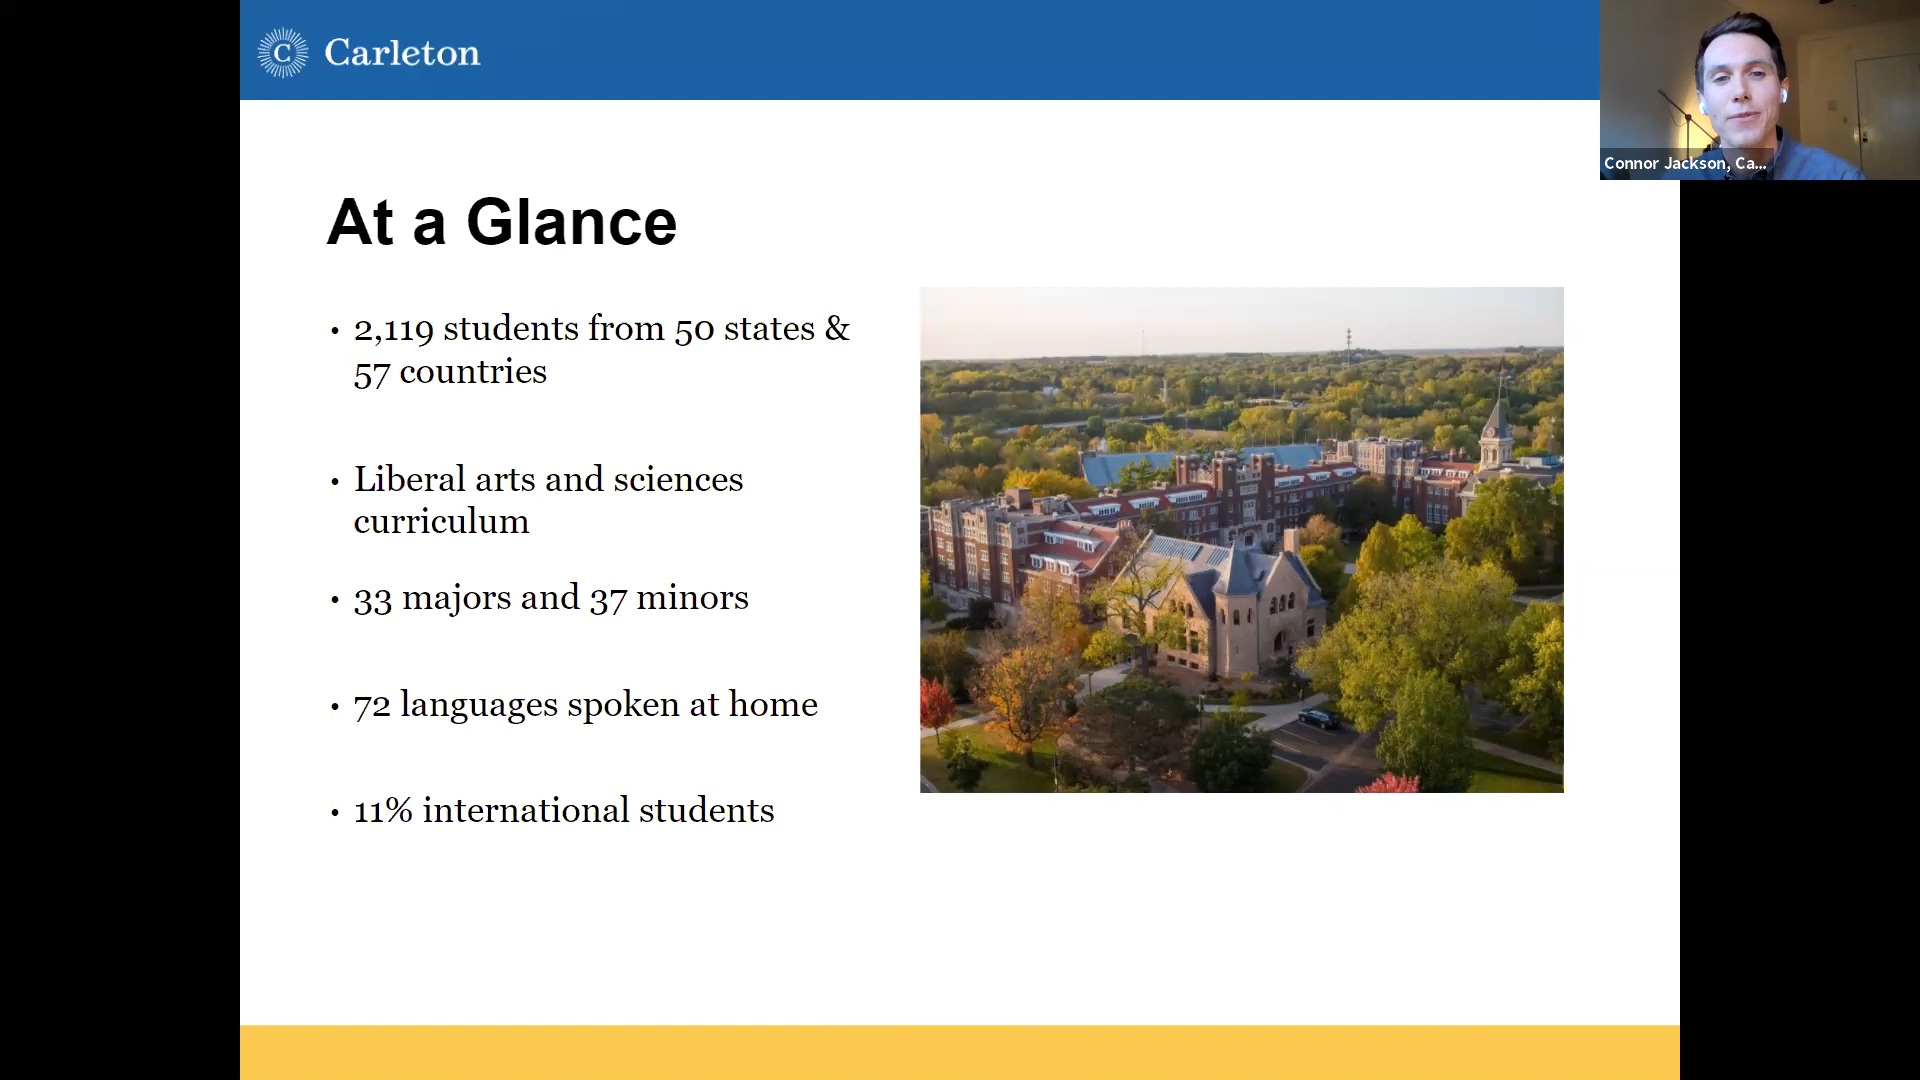 C Carleton
Connor Jackson, Ca...
At a Glance
• 2,119 students from 50 states &
57 countries
• Liberal arts and sciences
curriculum
• 33 majors and 37 minors
• 72 languages spoken at home
• 11% international students